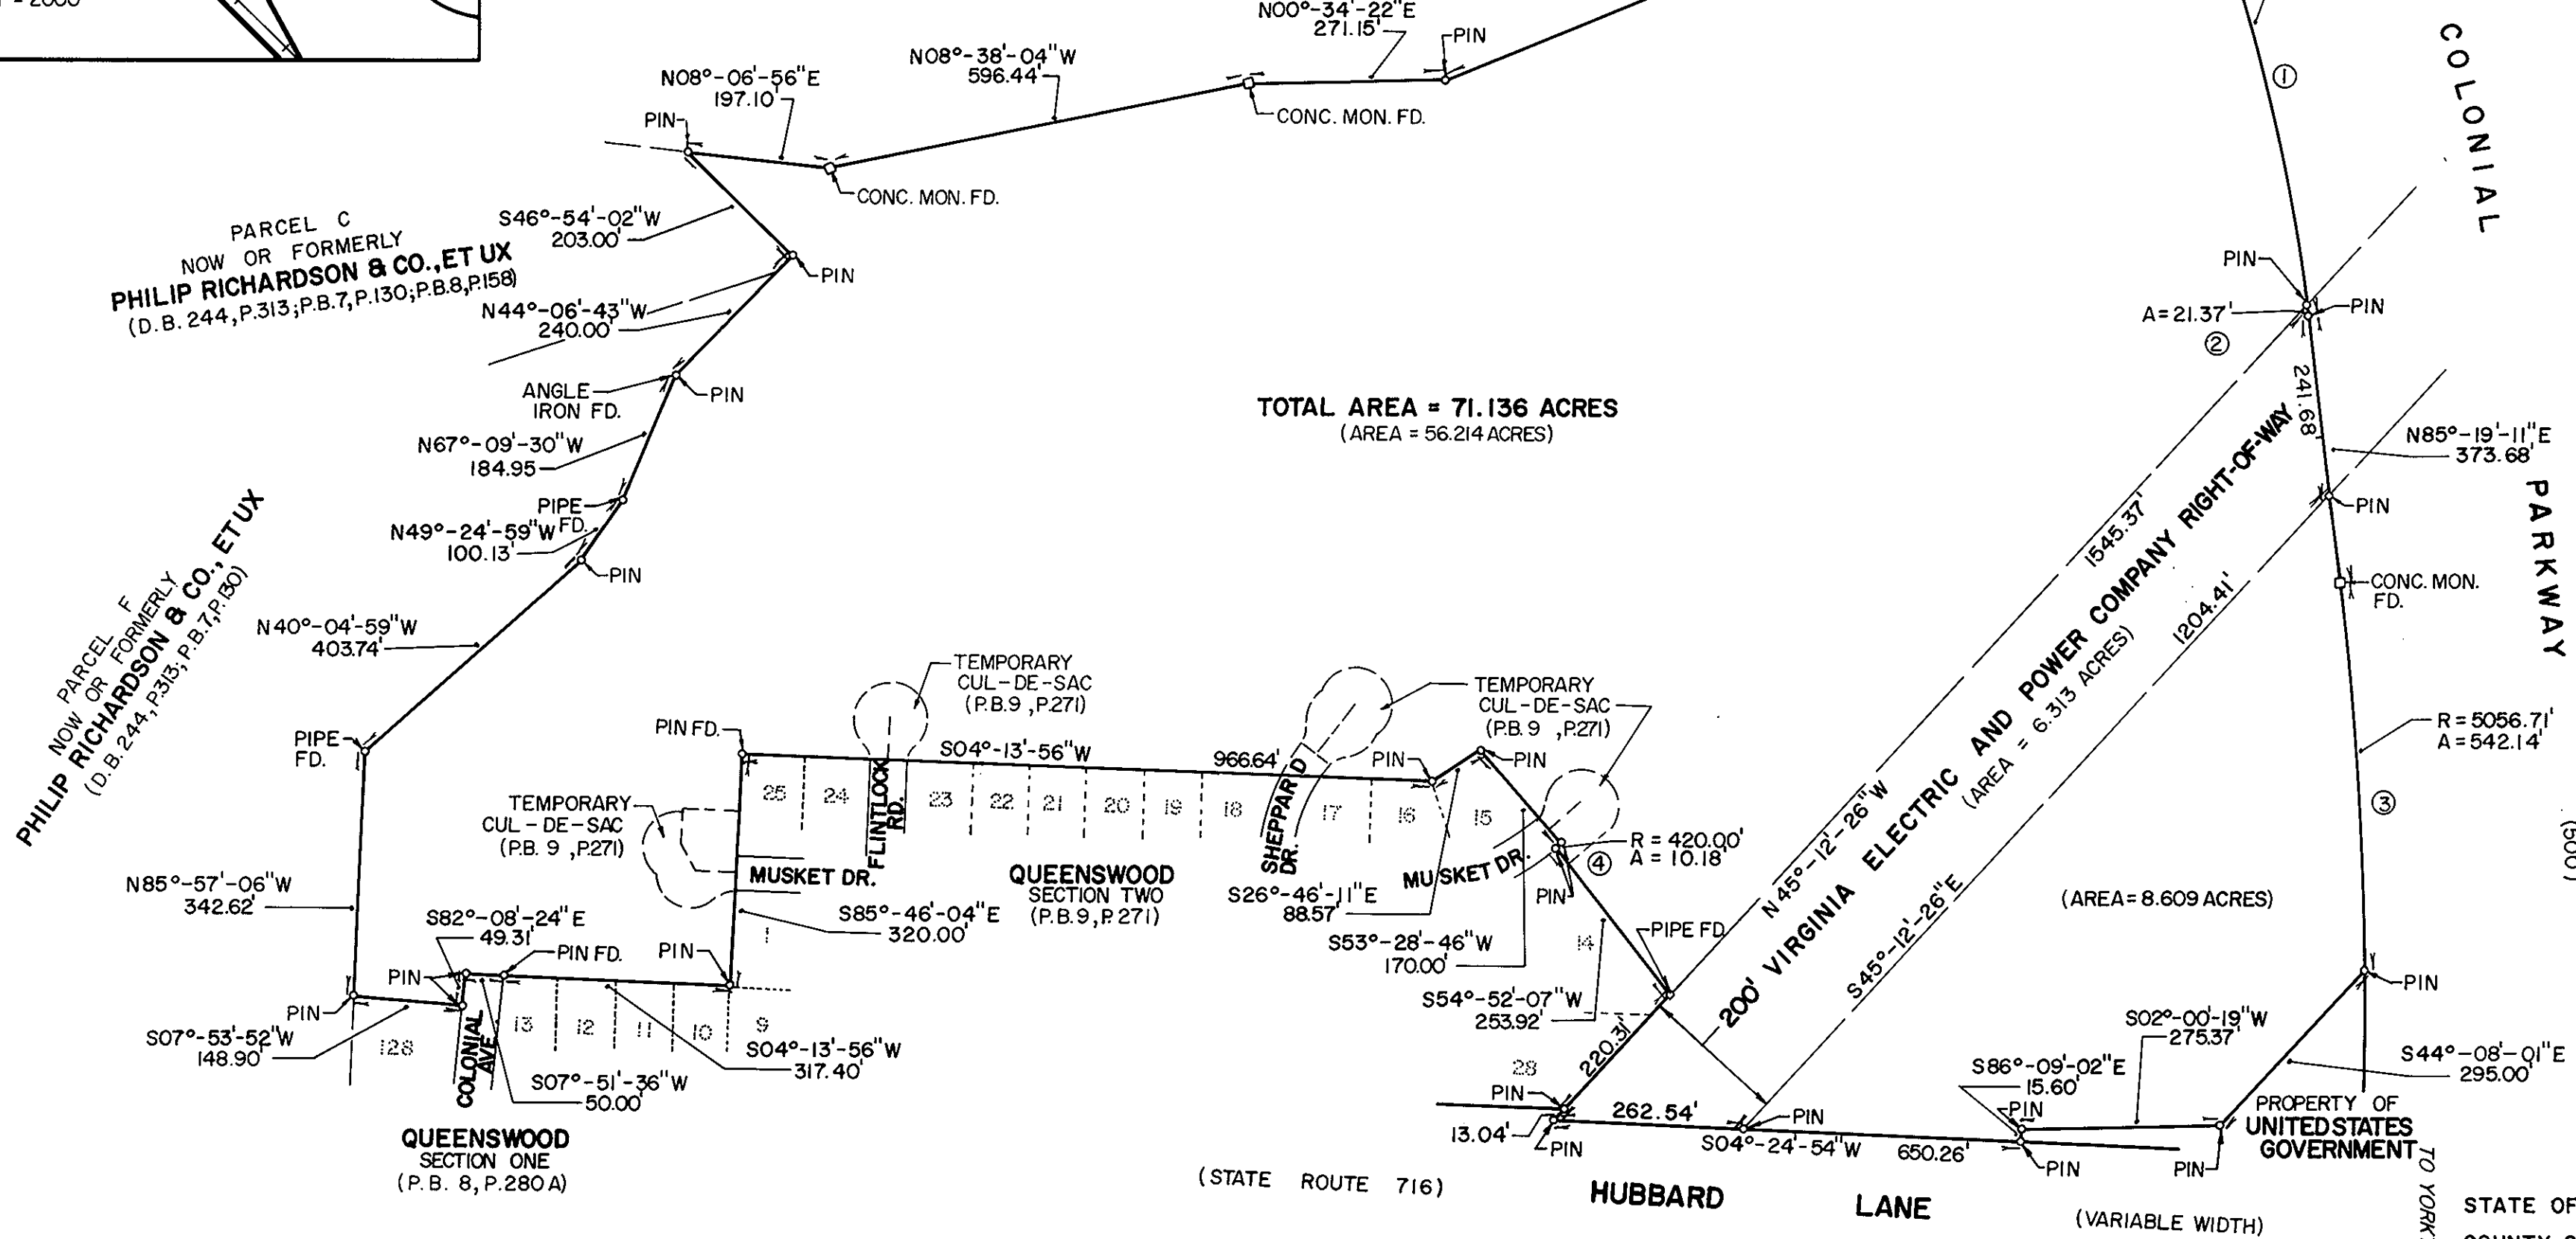 N00°-34'-22"E
271.15'
PIN
N08°-38'-04"W
596.44'
N08°-06'-56"E
197.10'
PIN
CONC. MON. FD.
CONC. MON. FD.
①
COLONIAL
PARCEL C
NOW OR FORMERLY
PHILIP RICHARDSON & CO., ET UX
(D.B. 244, P.313; P.B.7, P.130; P.B.8, P.158)
S46°-54'-02"W
203.00'
PIN
N44°-06'-43"W
240.00'
ANGLE
IRON FD.
PIN
N67°-09'-30"W
184.95
PIPE
FD.
N49°-24'-59"W
100.13'
PIN
TOTAL AREA = 71.136 ACRES
(AREA = 56.214 ACRES)
PIN
PIN
A=21.37'
②
241.68'
N85°-19'-11"E
373.68'
PIN
CONC. MON.
FD.
PARKWAY
PARCEL F
NOW OR FORMERLY
PHILIP RICHARDSON & CO., ET UX
(D.B. 244, P.313; P.B.7, P.130)
N40°-04'-59"W
403.74'
PIPE
FD.
TEMPORARY
CUL-DE-SAC
(P.B.9, P.271)
TEMPORARY
CUL-DE-SAC
(P.B.9, P.271)
PIN FD.
S04°-13'-56"W
966.64'
PIN
PIN
25
24
FLINTLOCK
RD.
23
22
21
20
19
18
SHEPPARD
DR.
17
16
15
TEMPORARY
CUL-DE-SAC
(P.B. 9, P.271)
MUSKET DR.
QUEENSWOOD
SECTION TWO
(P.B.9, P.271)
MUSKET DR.
④
R = 420.00'
A = 10.18'
PIN
S26°-46'-11"E
88.57'
S53°-28'-46"W
170.00'
14
PIPE FD.
1545.37'
N45°-12'-26"W
200' VIRGINIA ELECTRIC AND POWER COMPANY RIGHT-OF-WAY
(AREA = 6.313 ACRES)
1204.41'
S45°-12'-26"E
R = 5056.71'
A = 542.14'
③
(500')
(AREA=8.609 ACRES)
N85°-57'-06"W
342.62'
S82°-08'-24"E
49.31'
PIN FD.
PIN
PIN
1
S85°-46'-04"E
320.00'
S54°-52'-07"W
253.92'
PIN
S07°-53'-52"W
148.90'
128
COLONIAL
AVE.
13
12
11
10
9
S04°-13'-56"W
317.40'
S07°-51'-36"W
50.00'
QUEENSWOOD
SECTION ONE
(P.B. 8, P.280A)
28
220.31'
PIN
13.04'
PIN
262.54'
PIN
S04°-24'-54"W
650.26'
S86°-09'-02"E
15.60'
PIN
PIN
S02°-00'-19"W
275.37'
PIN
S44°-08'-01"E
295.00'
PIN
PROPERTY OF
UNITED STATES
GOVERNMENT
(STATE ROUTE 716)
HUBBARD LANE
(VARIABLE WIDTH)
TO YORK
STATE OF